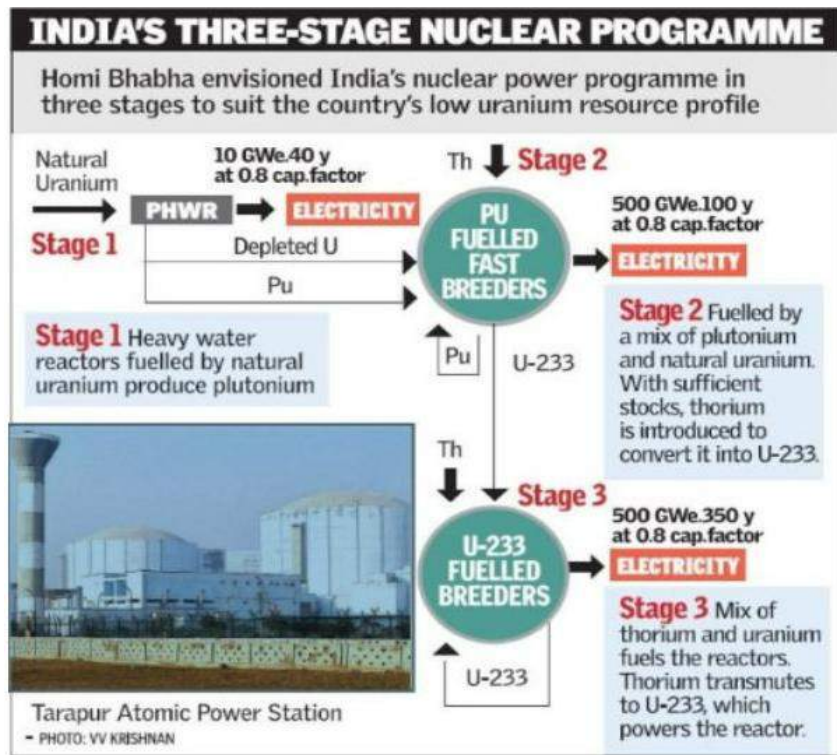 INDIA'S THREE-STAGE NUCLEAR PROGRAMME
Homi Bhabha envisioned India's nuclear power programme in
three stages to suit the country's low uranium resource profile
Natural
Uranium
Stage 1
PHWR
10 GWe.40 y
at 0.8 cap.factor
ELECTRICITY
Depleted U
Pu
Th
Stage 2
PU
FUELLED
FAST
BREEDERS
500 GWe.100 y
at 0.8 cap.factor
ELECTRICITY
Stage 1 Heavy water
reactors fuelled by natural
uranium produce plutonium
Pu
U-233
Stage 2 Fuelled by
a mix of plutonium
and natural uranium.
With sufficient
stocks, thorium
is introduced to
convert it into U-233.
Th
Stage 3
U-233
FUELLED
BREEDERS
500 GWe.350 y
at 0.8 cap.factor
ELECTRICITY
U-233
Stage 3 Mix of
thorium and uranium
fuels the reactors.
Thorium transmutes
to U-233, which
powers the reactor.
Tarapur Atomic Power Station
- PHOTO: VV KRISHNAN